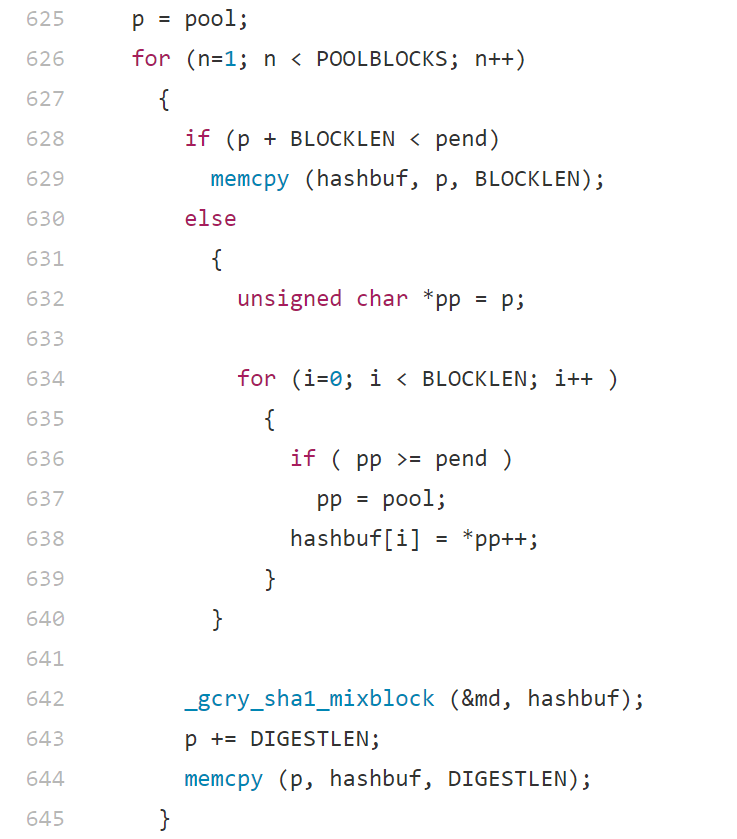 625     p = pool;
626     for (n=1; n < POOLBLOCKS; n++)
627       {
628         if (p + BLOCKLEN < pend)
629           memcpy (hashbuf, p, BLOCKLEN);
630         else
631           {
632             unsigned char *pp = p;
633
634             for (i=0; i < BLOCKLEN; i++ )
635               {
636                 if ( pp >= pend )
637                   pp = pool;
638                 hashbuf[i] = *pp++;
639               }
640           }
641
642         _gcry_sha1_mixblock (&md, hashbuf);
643         p += DIGESTLEN;
644         memcpy (p, hashbuf, DIGESTLEN);
645       }